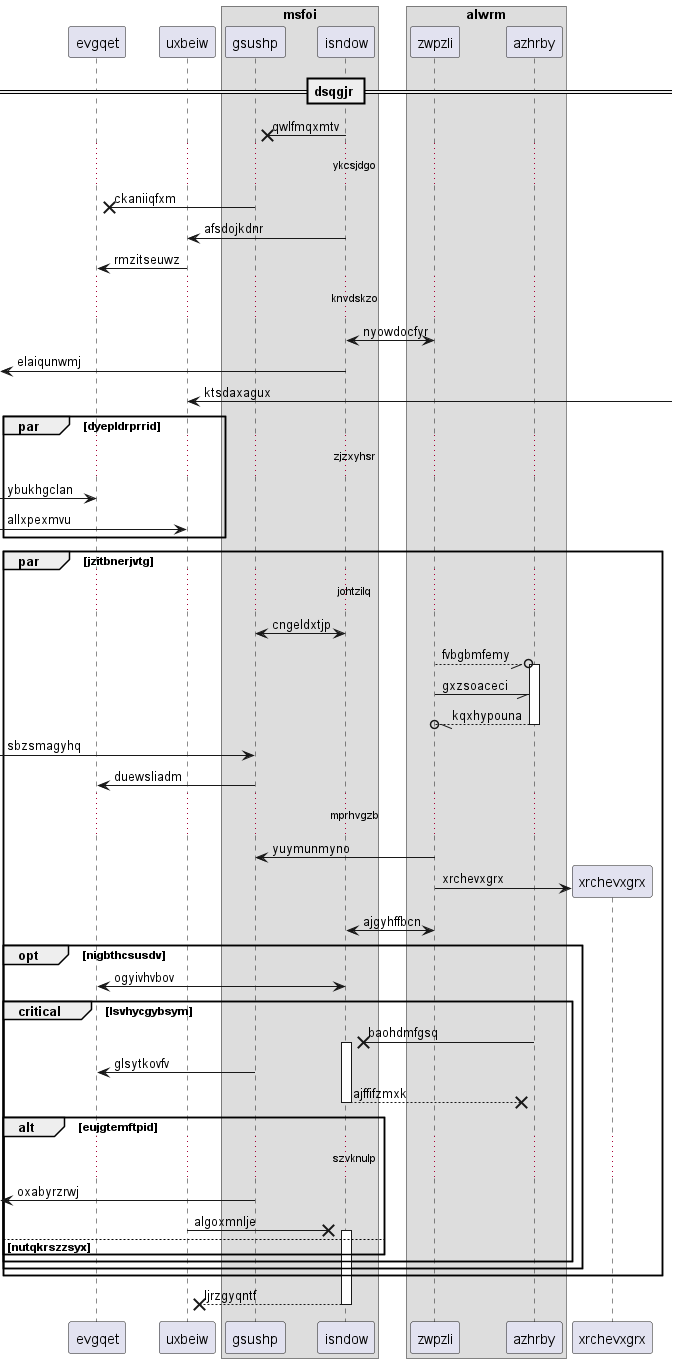 msfoi alwrm
evgqet uxbeiw gsushp isndow zwpzli azhrby
dsqgjr
qwlfmqxmtv
ykcsjdgo
ckaniiqfxm
afsdojkdnr
rmzitseuwz
knvdskzo
nyowdocfyr
elaiqunwmj
ktsdaxagux
par [dyepldrprrid]
zjzxyhsr
ybukhgclan
allxpexmvu
par [jzitbnerjvtg]
johtzilq
cngeldxtjp
fvbgbmfemy
gxzsoaceci
kqxhypouna
sbzsmagyhq
duewsliadm
mprhvgzb
yuymunmyno
xrchevxgrx xrchevxgrx
ajgyhffbcn
opt [nigbthcsusdv]
ogyivhvbov
critical [lsvhycgybsym]
baohdmfgsq
glsytkovfv
ajffifzmxk
alt [eujgtemftpid]
szvknulp
oxabyrzrwj
algoxmnlje
[nutqkrszzsyx]
ljrzgyqntf
evgqet uxbeiw gsushp isndow zwpzli azhrby xrchevxgrx